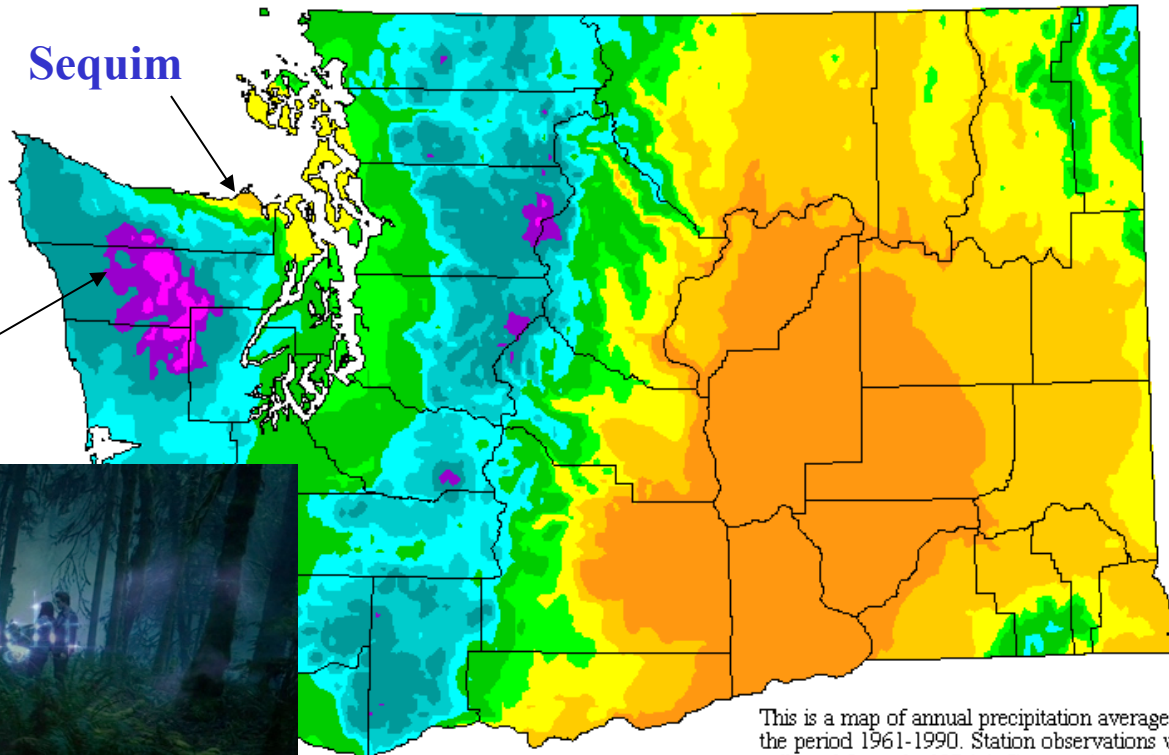 Sequim
This is a map of annual precipitation average
the period 1961-1990. Station observations